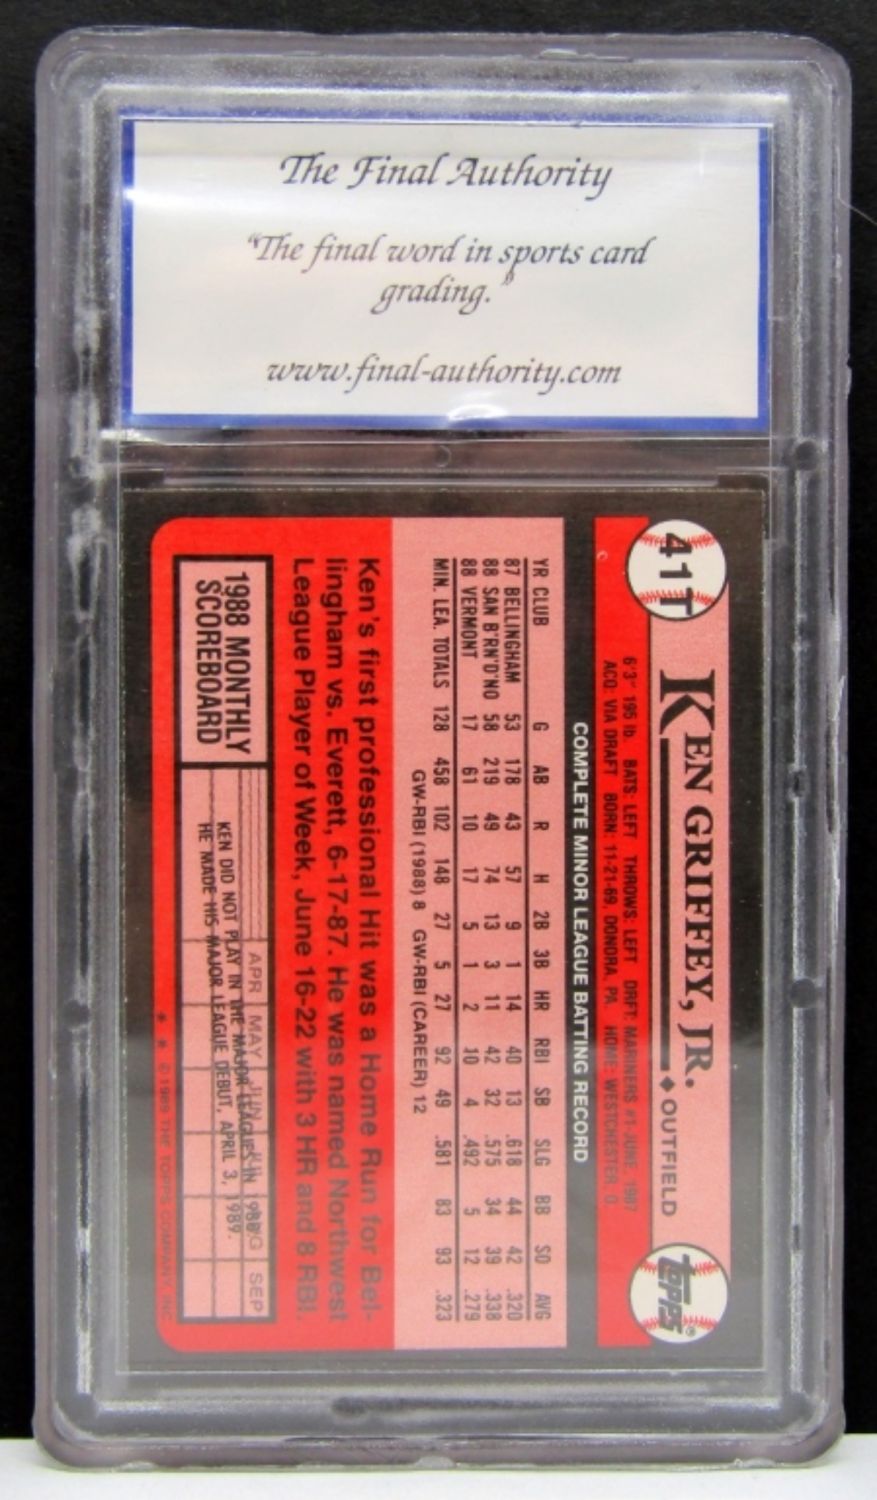 The Final Authority
"The final word in sports card
grading."
www.final-authority.com
41T
KEN GRIFFEY, JR. ◆ OUTFIELD
TOPPS®
6'3" 195 lb. BATS: LEFT THROWS: LEFT DRFT: MARINERS #1-JUNE, 1987
ACQ: VIA DRAFT BORN: 11-21-69, DONORA, PA. HOME: WESTCHESTER, O.
COMPLETE MINOR LEAGUE BATTING RECORD
YR CLUB G AB R H 2B 3B HR RBI SB SLG BB SO AVG
87 BELLINGHAM 53 178 43 57 9 1 14 40 13 .618 44 42 .320
88 SAN B'RN'D'NO 58 219 49 74 13 3 11 42 32 .575 34 39 .338
88 VERMONT 17 61 10 17 5 1 2 10 4 .492 5 12 .279
MIN. LEA. TOTALS 128 458 102 148 27 5 27 92 49 .581 83 93 .323
GW-RBI (1988) 8 GW-RBI (CAREER) 12
Ken's first professional Hit was a Home Run for Bel-
lingham vs. Everett, 6-17-87. He was named Northwest
League Player of Week, June 16-22 with 3 HR and 8 RBI.
1988 MONTHLY
SCOREBOARD
APR MAY JUN JUL AUG SEP
KEN DID NOT PLAY IN THE MAJOR LEAGUES IN 1988.
HE MADE HIS MAJOR LEAGUE DEBUT, APRIL 3, 1989.
* * ©1989 THE TOPPS COMPANY, INC.